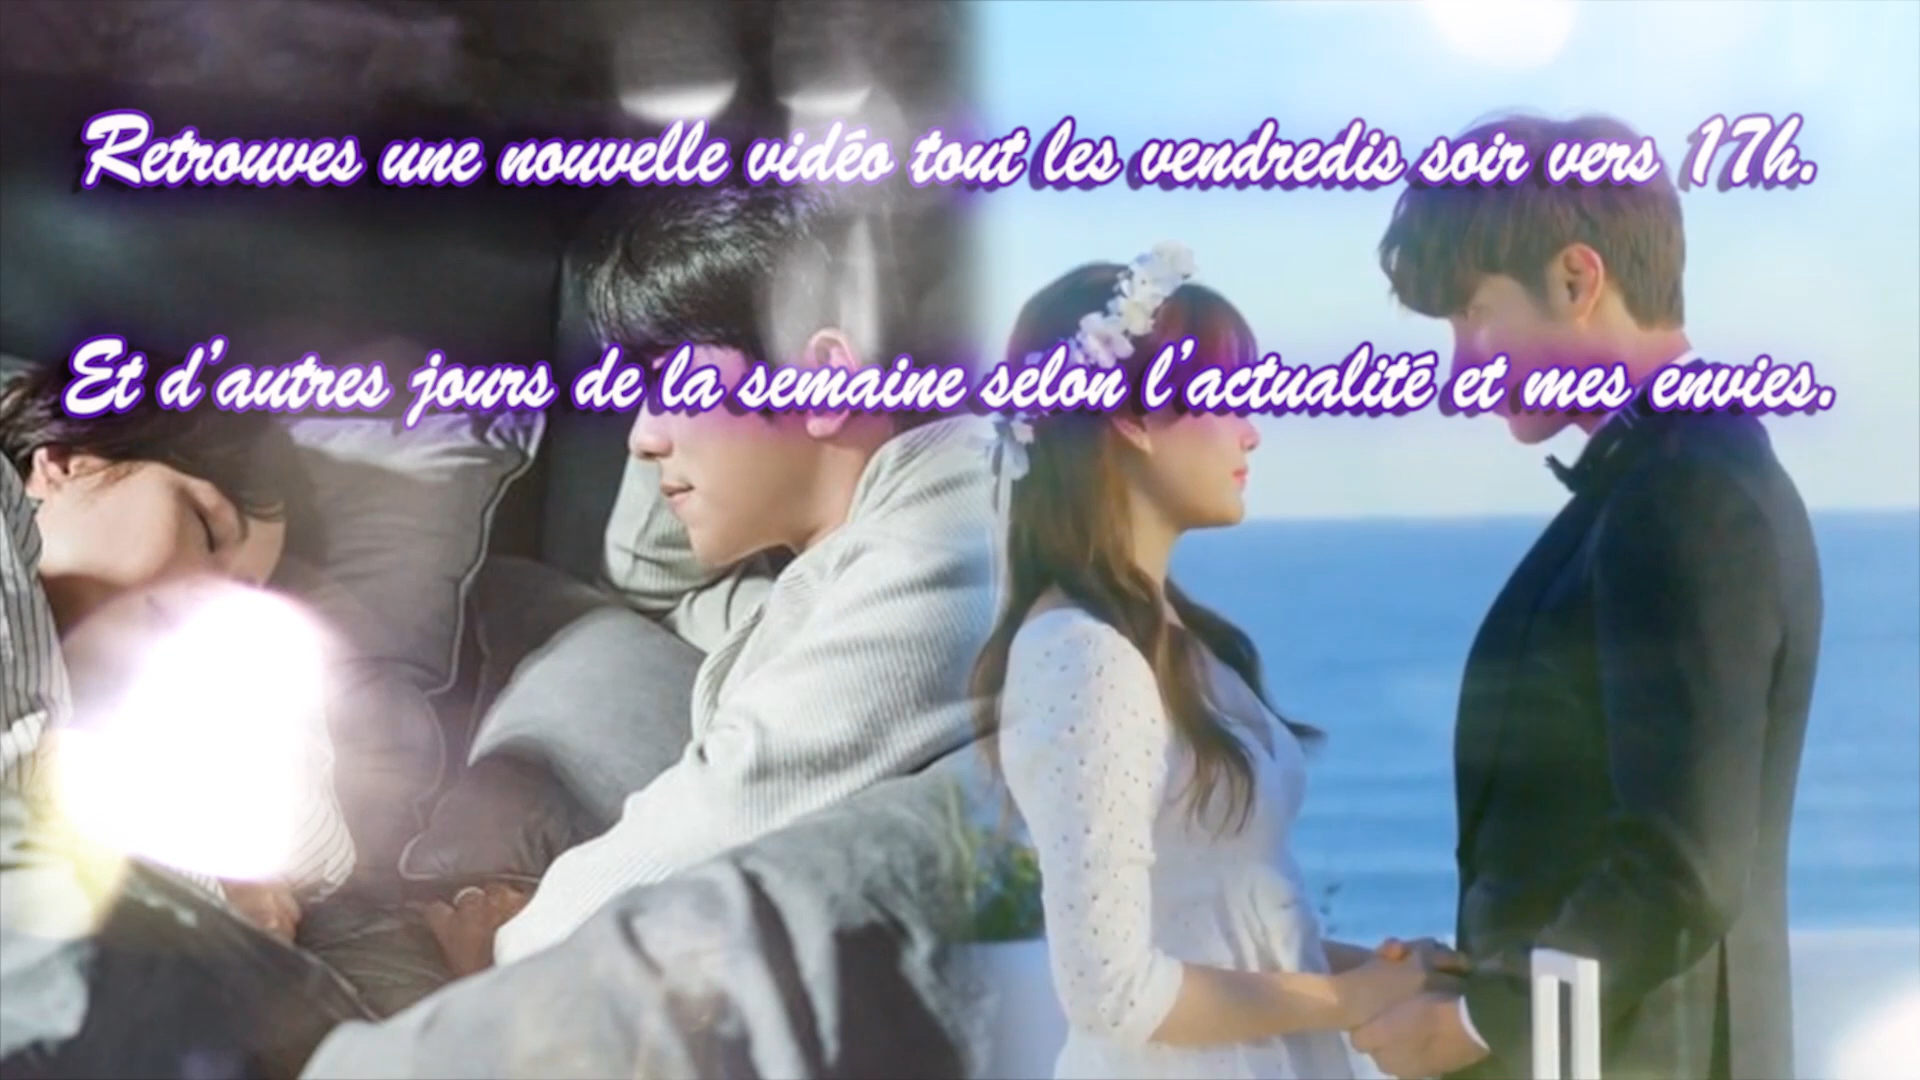 Retrouves une nouvelle vidéo tout les vendredis soir vers 17h.
Et d'autres jours de la semaine selon l'actualité et mes envies.